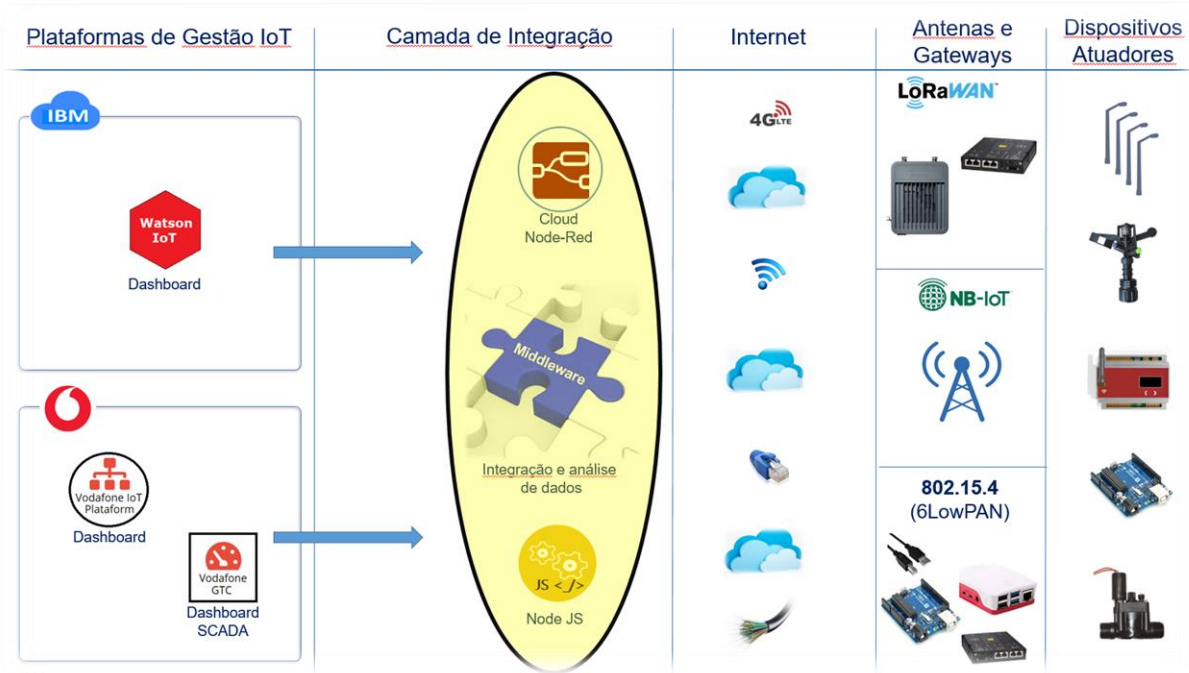 Plataformas de Gestão IoT
Camada de Integração
Internet
Antenas e
Gateways
Dispositivos
Atuadores
IBM
Watson
IoT
Dashboard
Vodafone IoT
Plataform
Dashboard
Vodafone
GTC
Dashboard
SCADA
Cloud
Node-Red
Middleware
Integração e análise
de dados
JS <_/>
Node JS
4G LTE
LoRaWAN
NB-IoT
802.15.4
(6LowPAN)